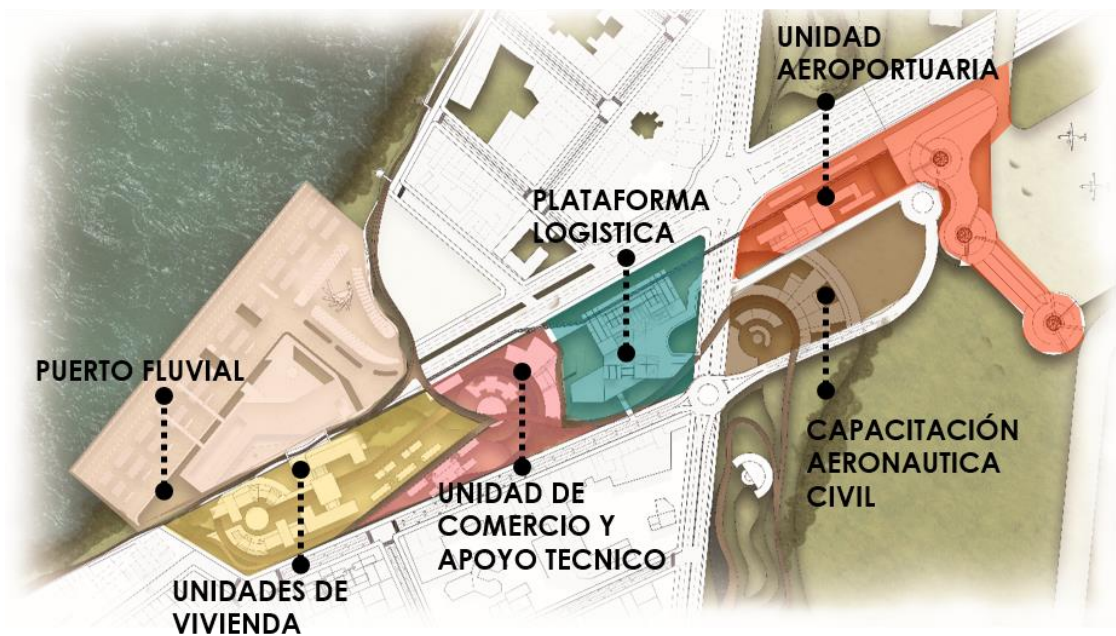 UNIDAD
AEROPORTUARIA
PLATAFORMA
LOGISTICA
PUERTO FLUVIAL
CAPACITACIÓN
AERONAUTICA
CIVIL
UNIDAD DE
COMERCIO Y
APOYO TECNICO
UNIDADES DE
VIVIENDA